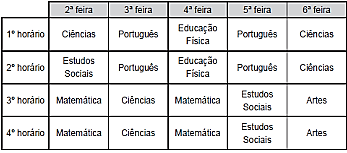 2ª feira 3ª feira 4ª feira 5ª feira 6ª feira
1º horário Ciências Português Educação Física Português Ciências
2º horário Estudos Sociais Português Educação Física Português Ciências
3º horário Matemática Ciências Matemática Estudos Sociais Artes
4º horário Matemática Ciências Matemática Estudos Sociais Artes